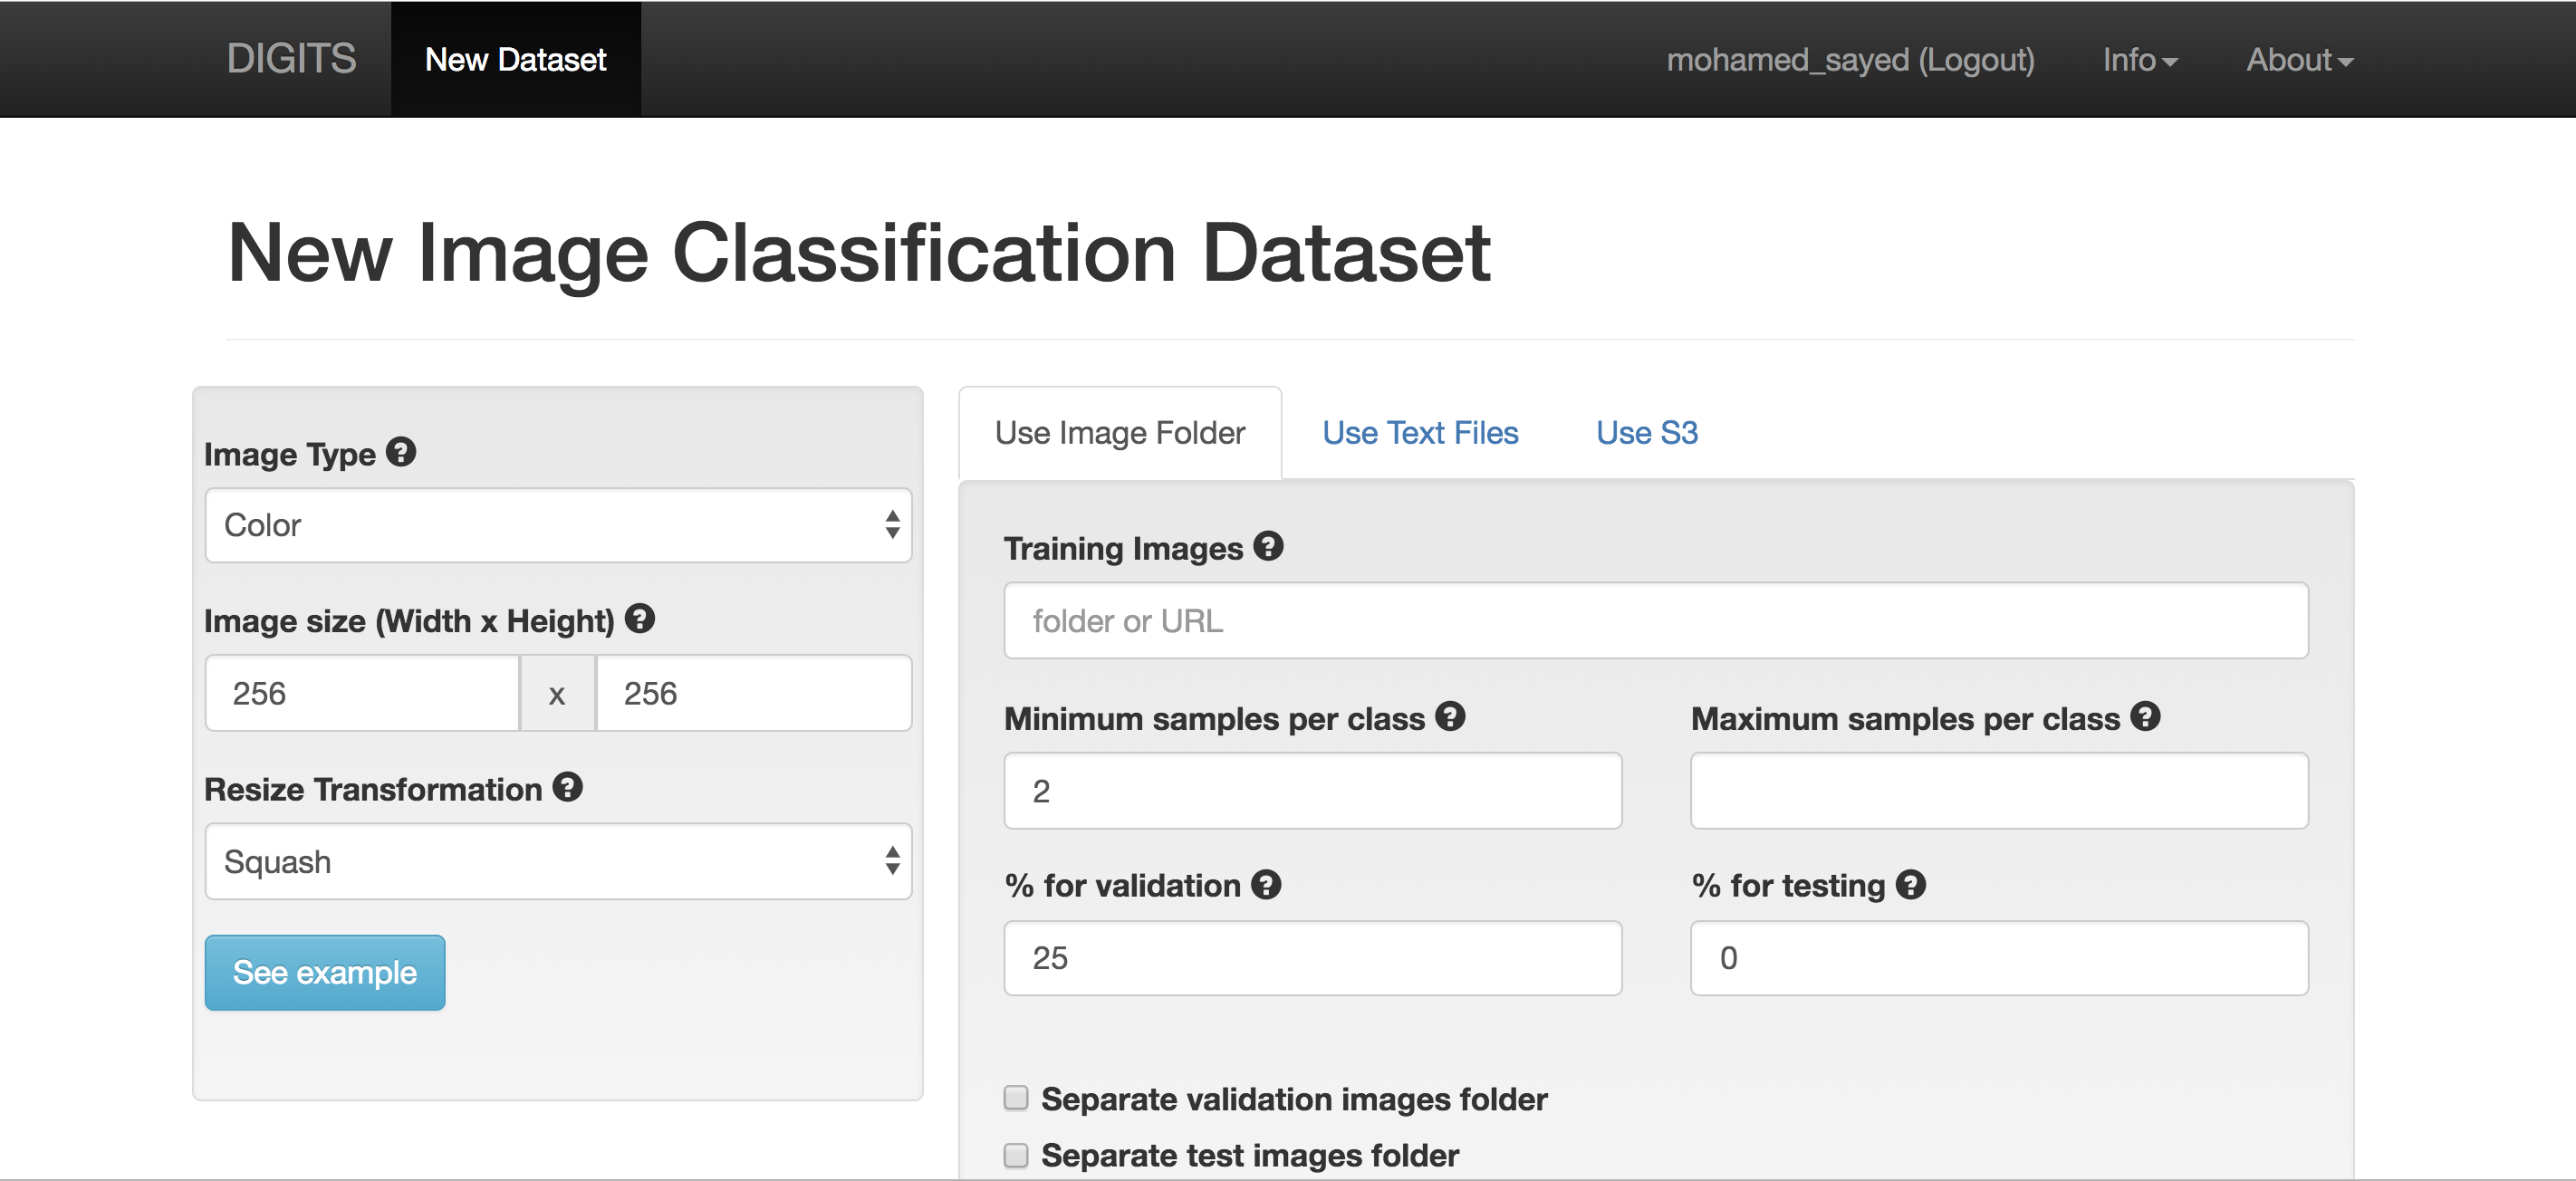 DIGITS New Dataset mohamed_sayed (Logout) Info About
New Image Classification Dataset
Image Type
Color
Image size (Width x Height)
256 x 256
Resize Transformation
Squash
See example
Use Image Folder Use Text Files Use S3
Training Images
folder or URL
Minimum samples per class Maximum samples per class
2
% for validation % for testing
25 0
Separate validation images folder
Separate test images folder